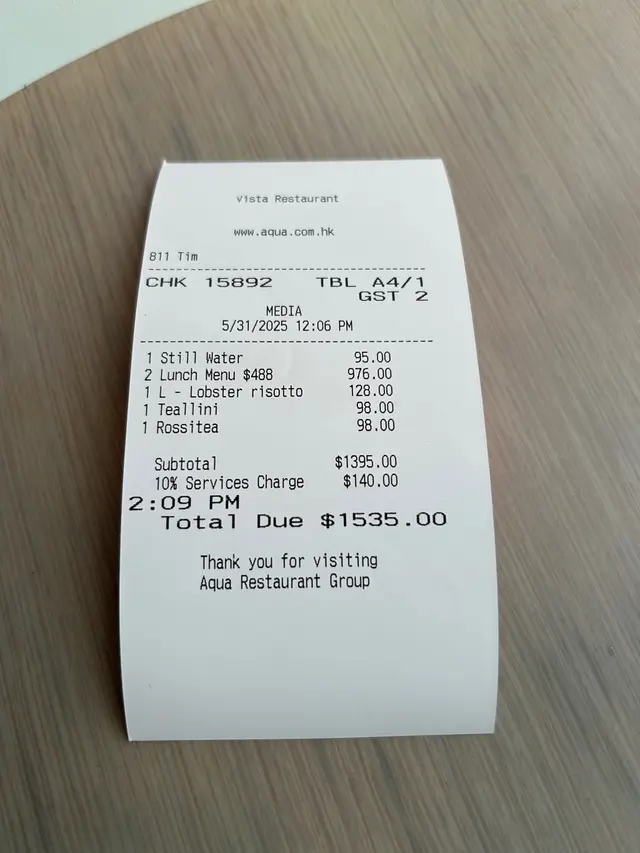 Vista Restaurant
www.aqua.com.hk
811 Tim
CHK 15892 TBL A4/1
GST 2
MEDIA
5/31/2025 12:06 PM
1 Still Water 95.00
2 Lunch Menu $488 976.00
1 L - Lobster risotto 128.00
1 Teallini 98.00
1 Rossitea 98.00
Subtotal $1395.00
10% Services Charge $140.00
2:09 PM
Total Due $1535.00
Thank you for visiting
Aqua Restaurant Group